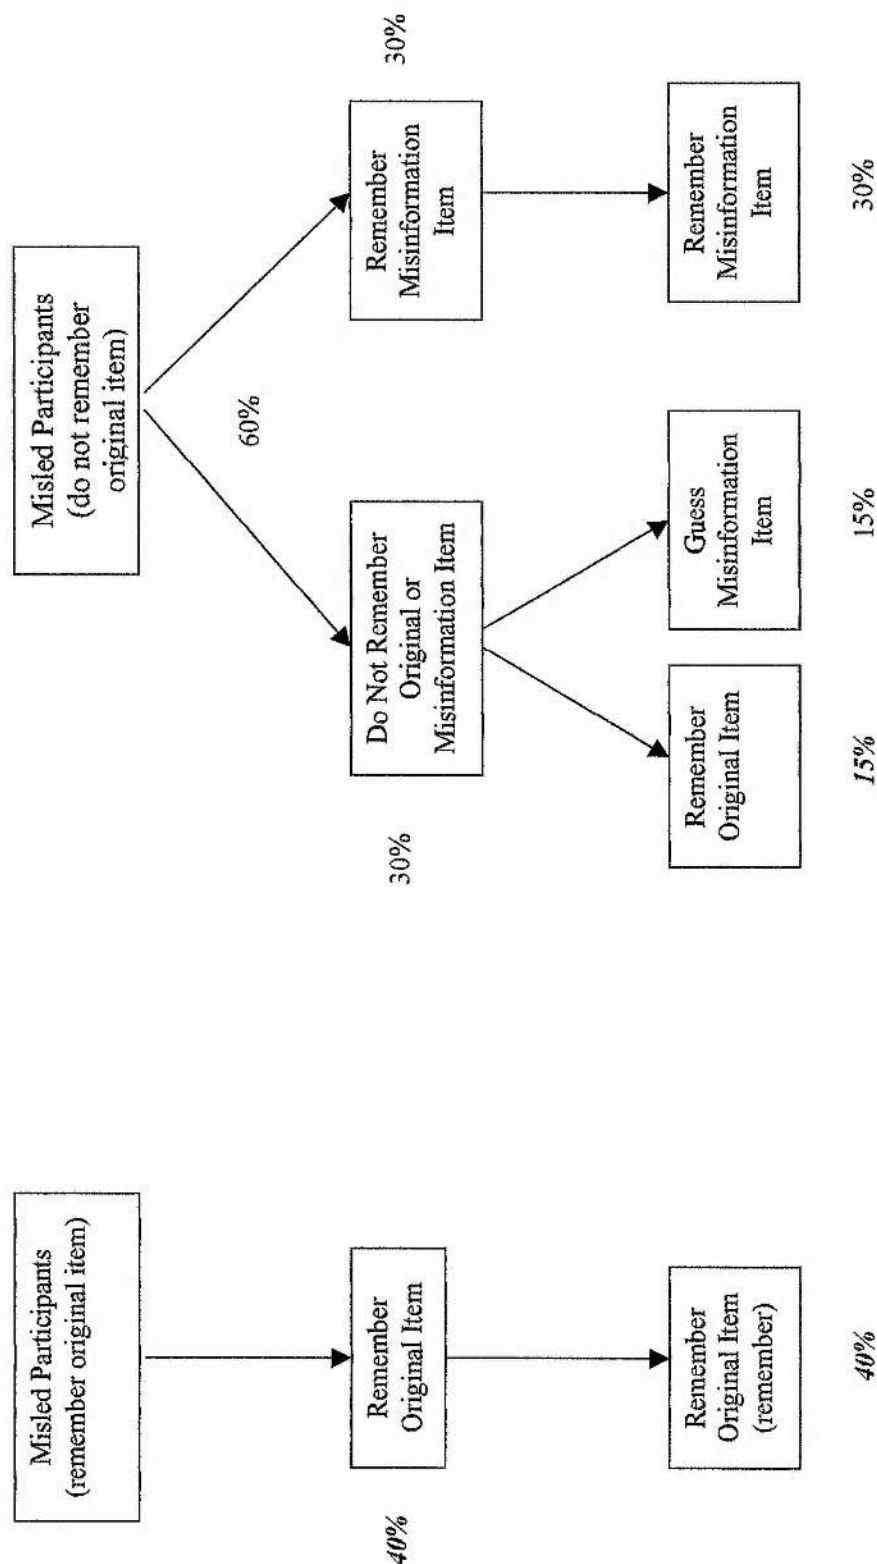 Misled Participants
(remember original item)
40%
Remember
Original Item
Remember
Original Item
(remember)
40%
Misled Participants
(do not remember
original item)
60%
30%
Do Not Remember
Original or
Misinformation Item
Remember
Misinformation
Item
30%
Remember
Original Item
Guess
Misinformation
Item
Remember
Misinformation
Item
15%
15%
30%